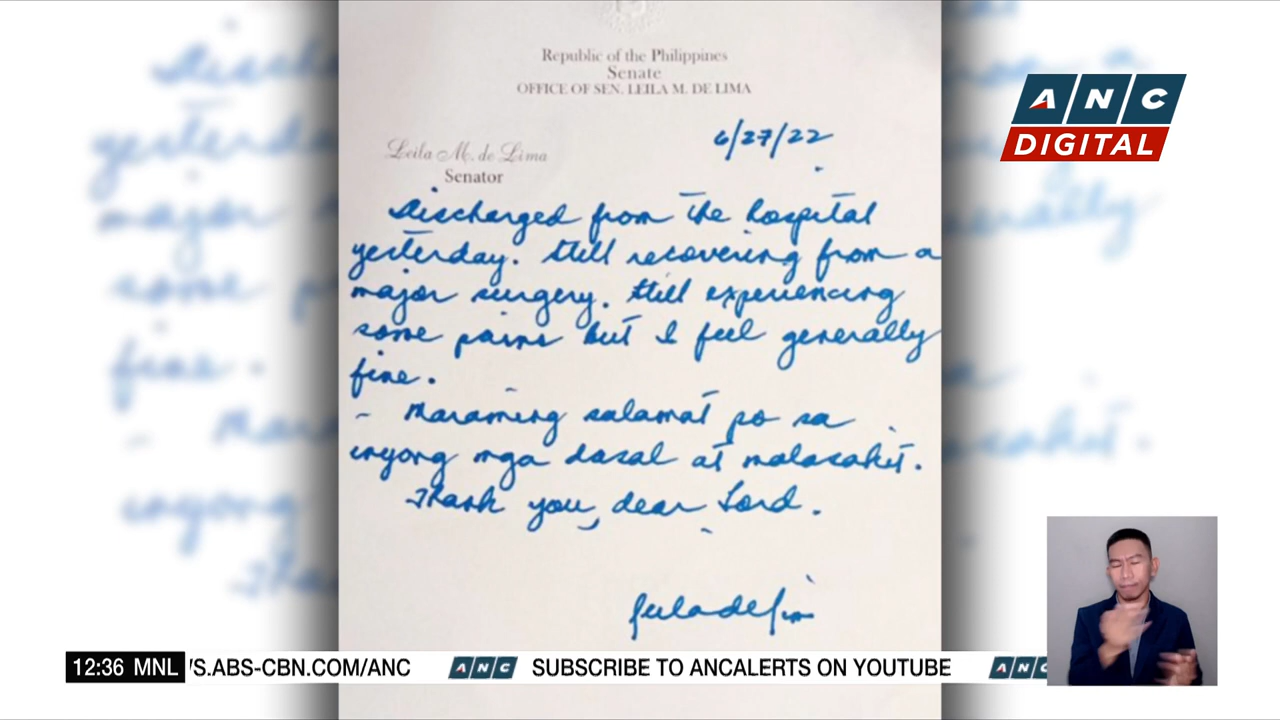 Republic of the Philippines
Senate
OFFICE OF SEN. LEILA M. DE LIMA
ANC
DIGITAL
6/27/22
Leila M. de Lima
Senator
Discharged from the hospital
yesterday. Still recovering from a
major surgery. Still experiencing
some pains but I feel generally
fine.
- Maraming salamat po sa
inyong mga dasal at malasakit.
Thank you, dear Lord.
12:36 MNL
/S.ABS-CBN.COM/ANC
ANC
SUBSCRIBE TO ANCALERTS ON YOUTUBE
ANC